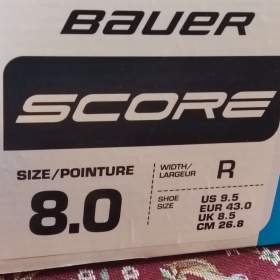 BAUER
SCORE
SIZE/POINTURE
8.0
WIDTH/
LARGEUR
R
SHOE
SIZE
US 9.5
EUR 43.0
UK 8.5
CM 26.8